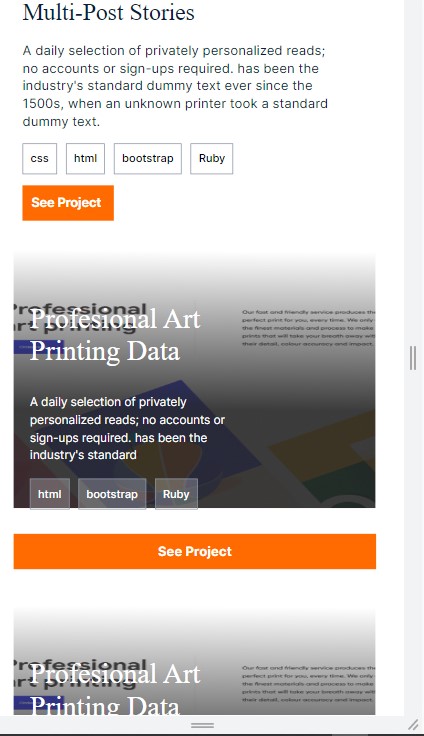 Multi-Post Stories
A daily selection of privately personalized reads;
no accounts or sign-ups required. has been the
industry's standard dummy text ever since the
1500s, when an unknown printer took a standard
dummy text.
css html bootstrap Ruby
See Project
Professional
art printing
Our fast and friendly service produces the
perfect print for you, every time. We only
the finest materials and process to make
prints that will take your breath away with
their detail, colour accuracy and impact.
Profesional Art
Printing Data
A daily selection of privately
personalized reads; no accounts or
sign-ups required. has been the
industry's standard
html bootstrap Ruby
See Project
Professional
art printing
Our fast and friendly service produces the
perfect print for you, every time. We only
the finest materials and process to make
prints that will take your breath away with
their detail, colour accuracy and impact.
Profesional Art
Printing Data